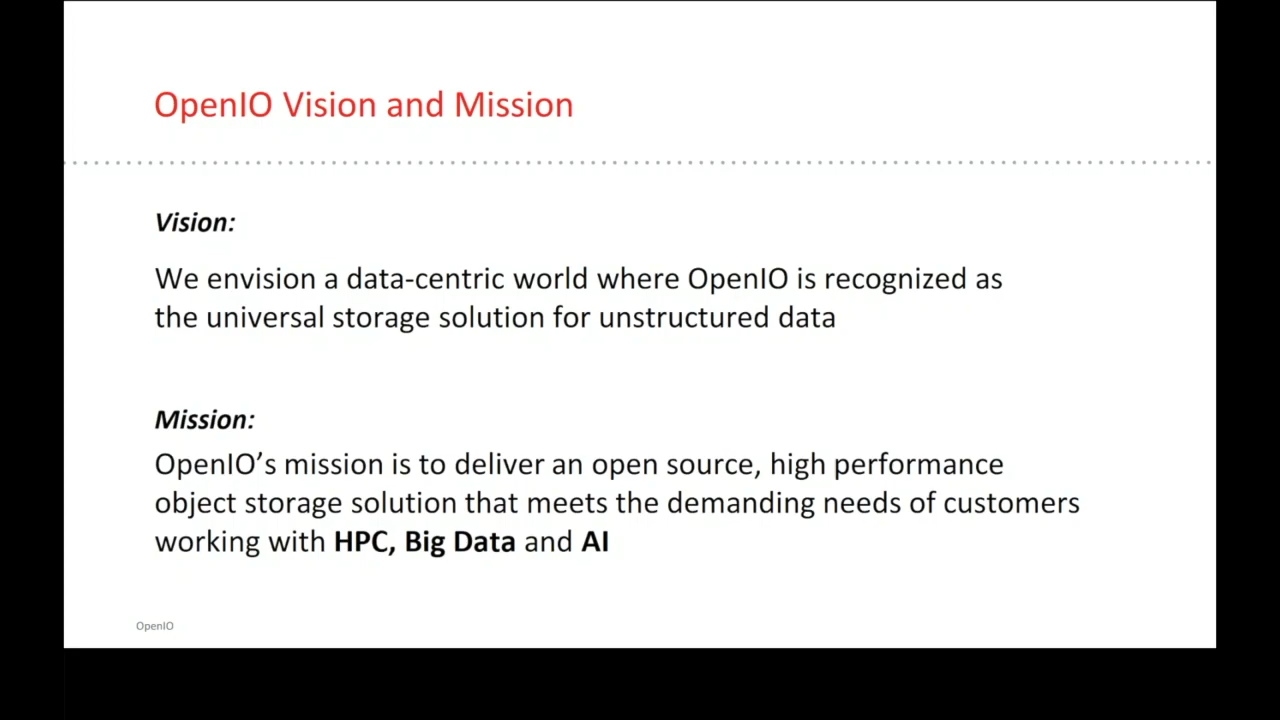 OpenIO Vision and Mission
Vision:
We envision a data-centric world where OpenIO is recognized as
the universal storage solution for unstructured data
Mission:
OpenIO’s mission is to deliver an open source, high performance
object storage solution that meets the demanding needs of customers
working with HPC, Big Data and AI
OpenIO